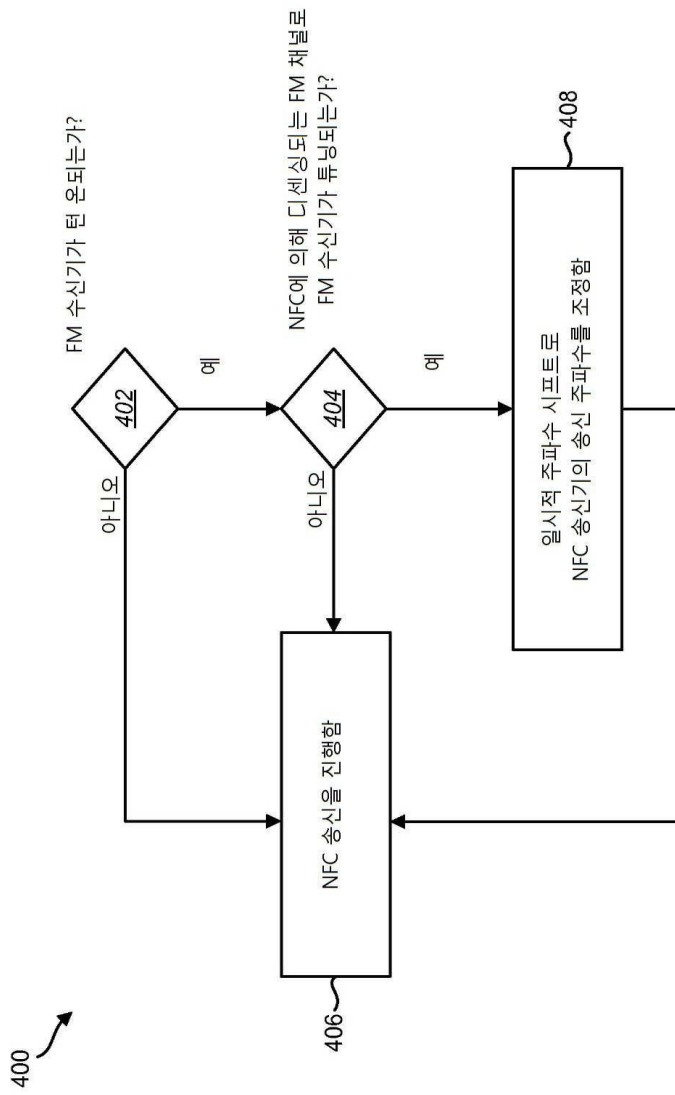 400
FM 수신기가 턴 온되는가?
402
아니오
예
NFC에 의해 디센싱되는 FM 채널로
FM 수신기가 튜닝되는가?
404
아니오
예
406
NFC 송신을 진행함
408
일시적 주파수 시프트로
NFC 송신기의 송신 주파수를 조정함